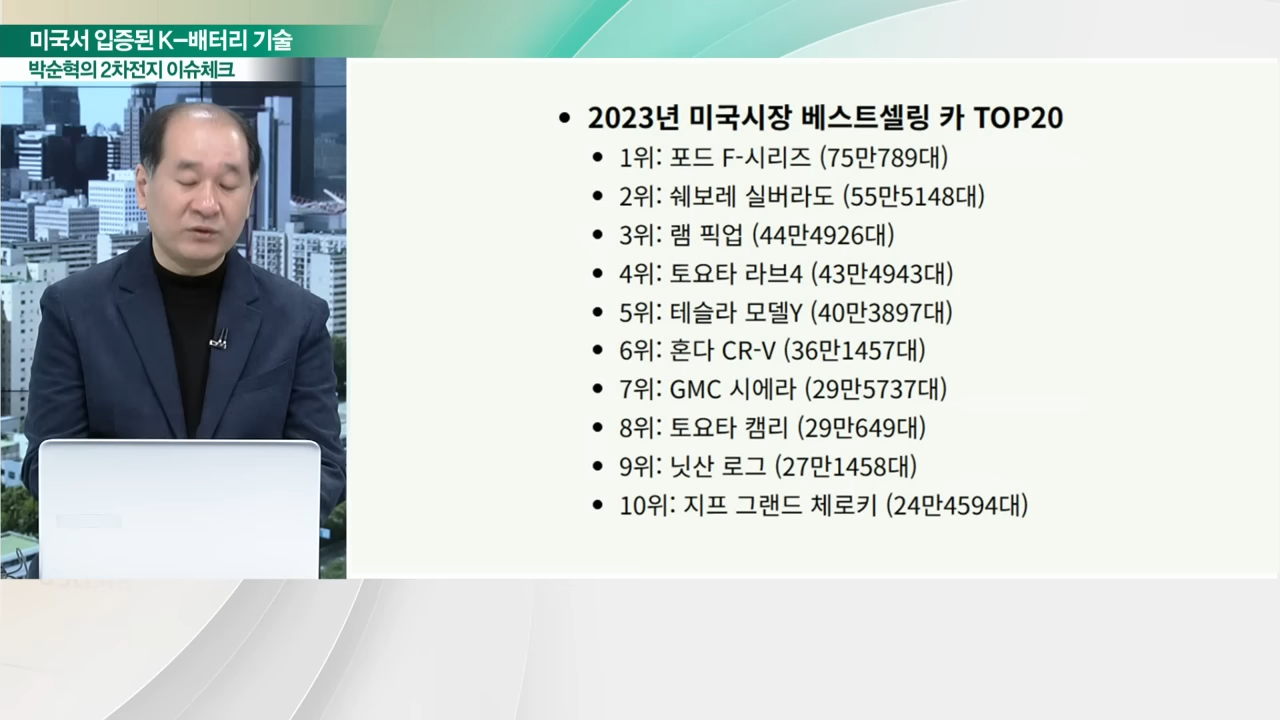 미국서 입증된 K-배터리 기술
박순혁의 2차전지 이슈체크
• 2023년 미국시장 베스트셀링 카 TOP20
• 1위: 포드 F-시리즈 (75만789대)
• 2위: 쉐보레 실버라도 (55만5148대)
• 3위: 램 픽업 (44만4926대)
• 4위: 토요타 라브4 (43만4943대)
• 5위: 테슬라 모델Y (40만3897대)
• 6위: 혼다 CR-V (36만1457대)
• 7위: GMC 시에라 (29만5737대)
• 8위: 토요타 캠리 (29만649대)
• 9위: 닛산 로그 (27만1458대)
• 10위: 지프 그랜드 체로키 (24만4594대)